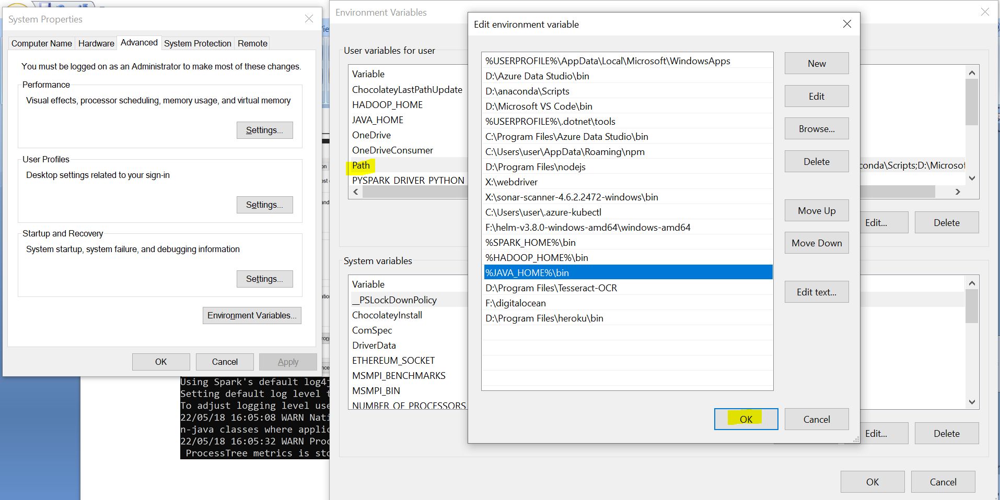 System Properties
Computer Name
Hardware
Advanced
System Protection
Remote
You must be logged on as an Administrator to make most of these changes.
Performance
Visual effects, processor scheduling, memory usage, and virtual memory
Settings...
User Profiles
Desktop settings related to your sign-in
Settings...
Startup and Recovery
System startup, system failure, and debugging information
Settings...
Environment Variables...
OK
Cancel
Apply
Using Spark's default log4j
Setting default log level t
To adjust logging level use
22/05/18 16:05:08 WARN Nati
n-java classes where applic
22/05/18 16:05:32 WARN Proc
ProcessTree metrics is sto
Environment Variables
User variables for user
Variable
ChocolateyLastPathUpdate
HADOOP_HOME
JAVA_HOME
OneDrive
OneDriveConsumer
Path
conda\Scripts;D:\Microsof
PYSPARK_DRIVER_PYTHON
Edit...
Delete
System variables
Variable
__PSLockDownPolicy
ChocolateyInstall
ComSpec
DriverData
ETHEREUM_SOCKET
MSMPI_BENCHMARKS
MSMPI_BIN
NUMBER_OF_PROCESSORS
Edit...
Delete
OK
Cancel
Edit environment variable
%USERPROFILE%\AppData\Local\Microsoft\WindowsApps
D:\Azure Data Studio\bin
D:\anaconda\Scripts
D:\Microsoft VS Code\bin
%USERPROFILE%\.dotnet\tools
C:\Program Files\Azure Data Studio\bin
C:\Users\user\AppData\Roaming\npm
D:\Program Files\nodejs
X:\webdriver
X:\sonar-scanner-4.6.2.2472-windows\bin
C:\Users\user\.azure-kubectl
F:\helm-v3.8.0-windows-amd64\windows-amd64
%SPARK_HOME%\bin
%HADOOP_HOME%\bin
%JAVA_HOME%\bin
D:\Program Files\Tesseract-OCR
F:\digitalocean
D:\Program Files\heroku\bin
New
Edit
Browse...
Delete
Move Up
Move Down
Edit text...
OK
Cancel